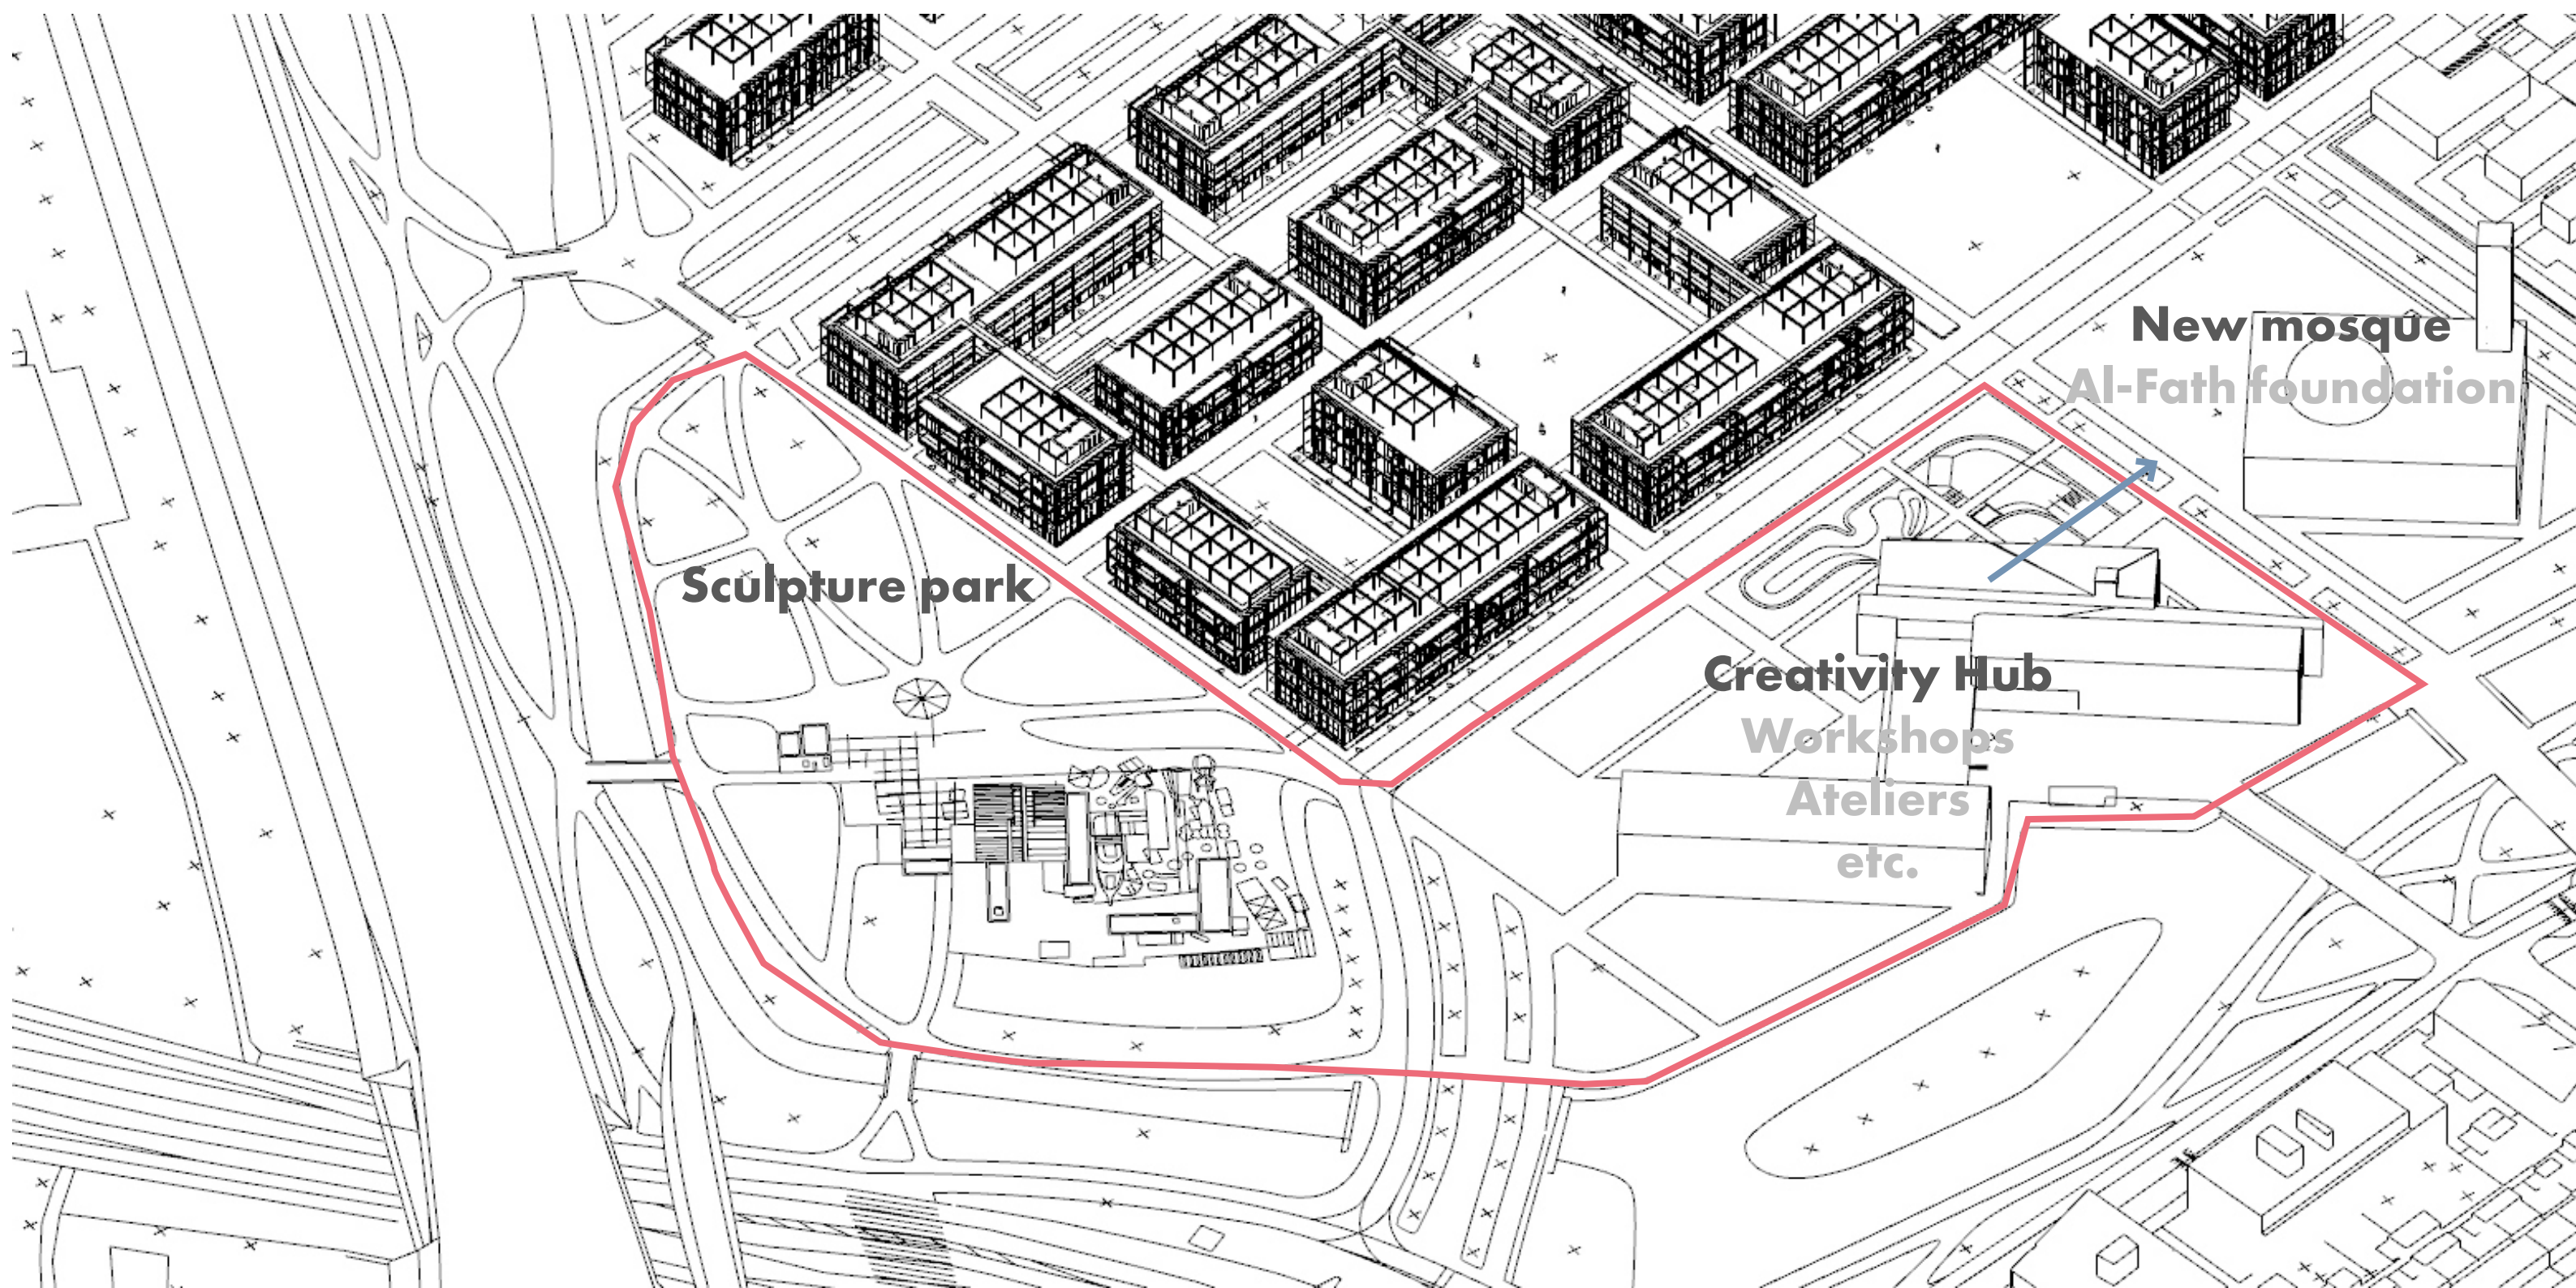 New mosque
Al-Fath foundation
Sculpture park
Creativity Hub
Workshops
Ateliers
etc.